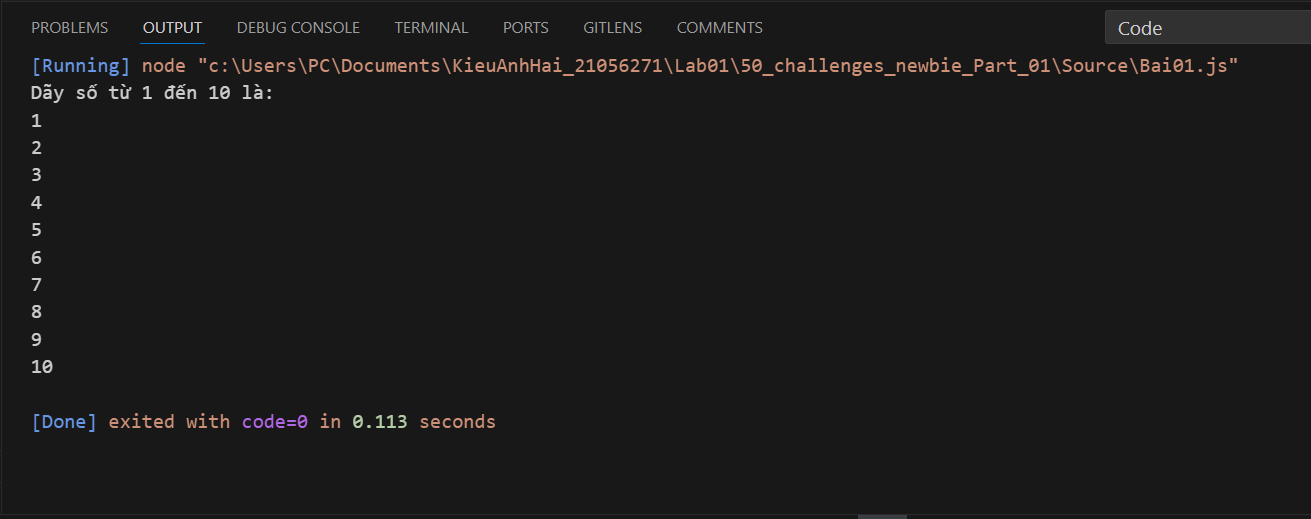 PROBLEMS OUTPUT DEBUG CONSOLE TERMINAL PORTS GITLENS COMMENTS Code
[Running] node "c:\Users\PC\Documents\KieuAnhHai_21056271\Lab01\50_challenges_newbie_Part_01\Source\Bai01.js"
Dãy số từ 1 đến 10 là:
1
2
3
4
5
6
7
8
9
10
[Done] exited with code=0 in 0.113 seconds